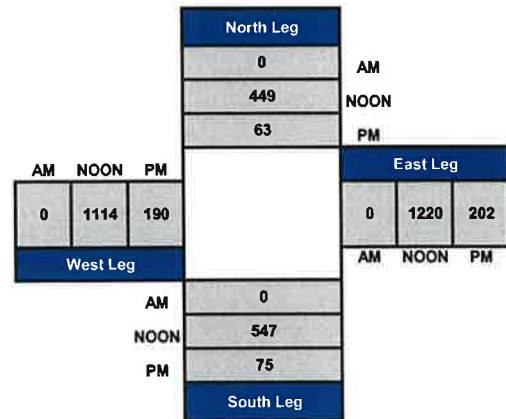 North Leg
0 AM
449 NOON
63 PM
AM NOON PM
East Leg
0 1114 190
0 1220 202
West Leg
AM NOON PM
AM 0
NOON 547
PM 75
South Leg